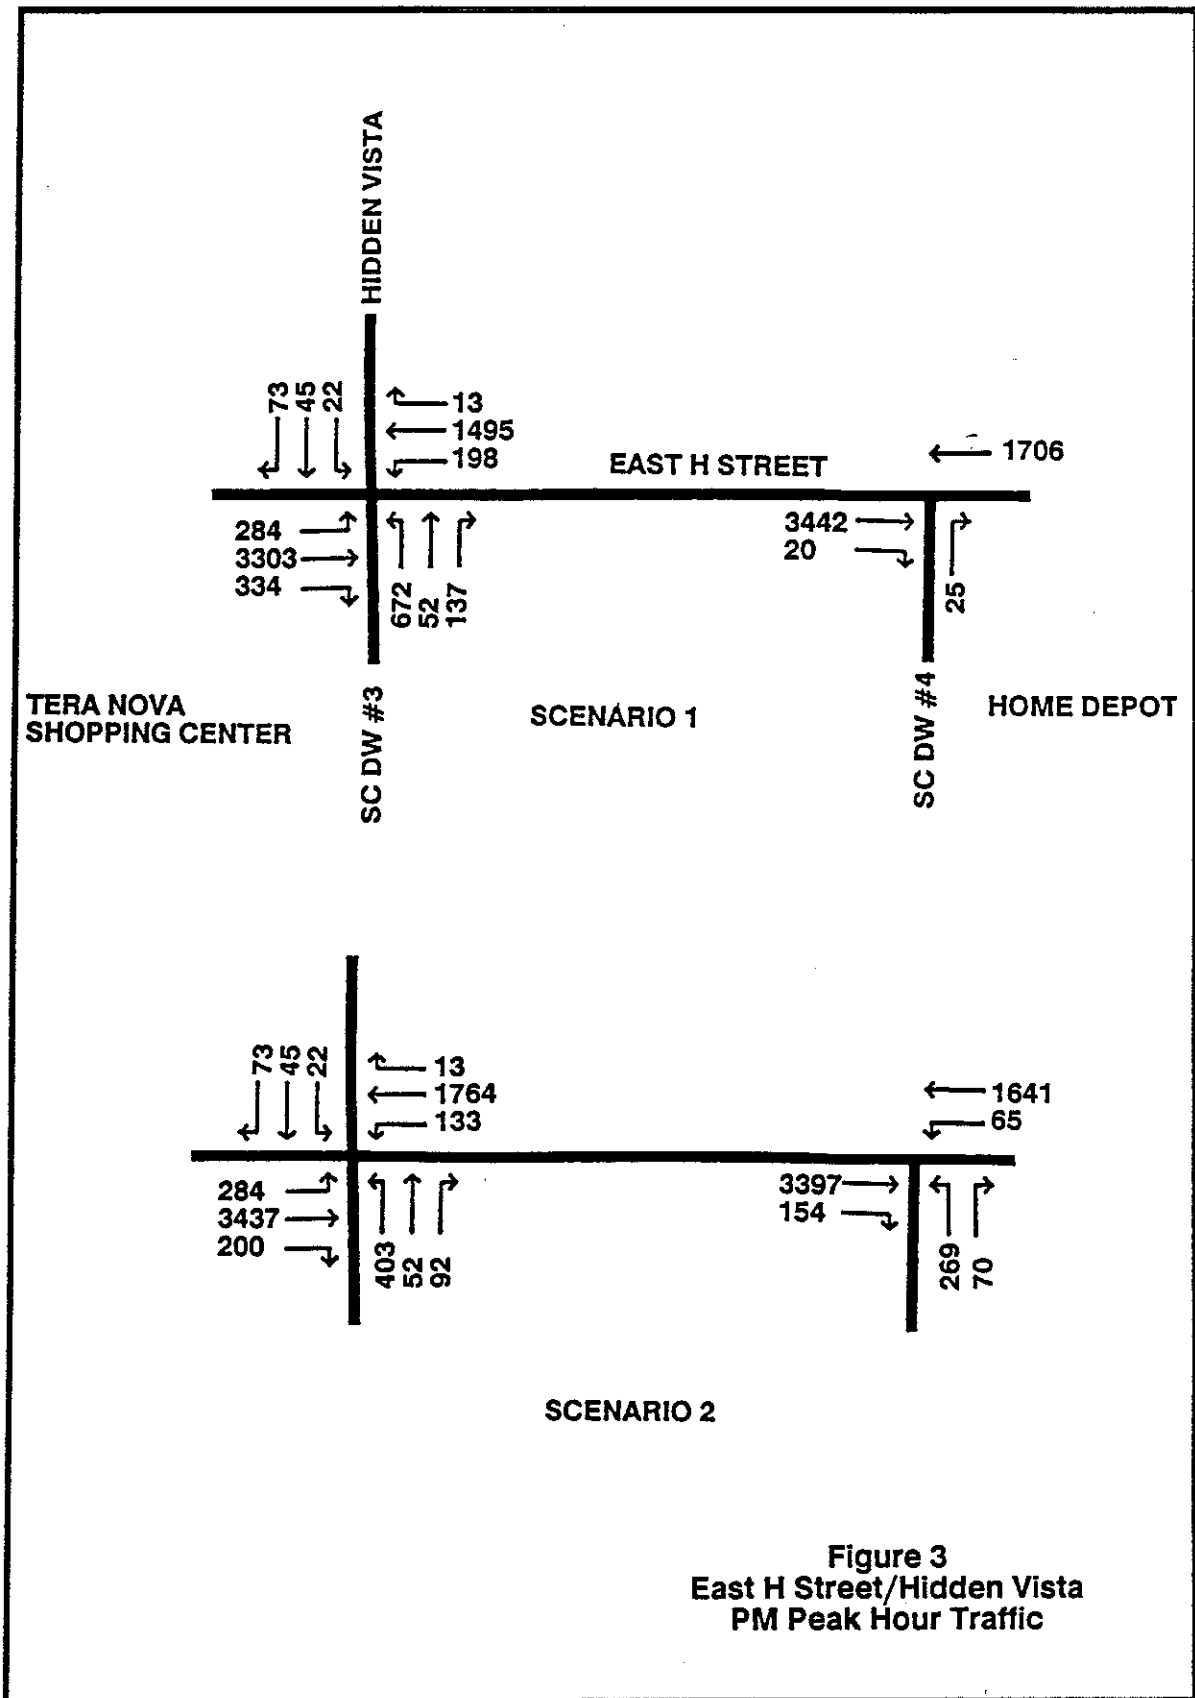 HIDDEN VISTA
73
45
22
13
1495
198
EAST H STREET
1706
284
3303
334
672
52
137
3442
20
25
TERA NOVA
SHOPPING CENTER
SC DW #3
SCENARIO 1
SC DW #4
HOME DEPOT
73
45
22
13
1764
133
1641
65
284
3437
200
403
52
92
3397
154
269
70
SCENARIO 2
Figure 3
East H Street/Hidden Vista
PM Peak Hour Traffic